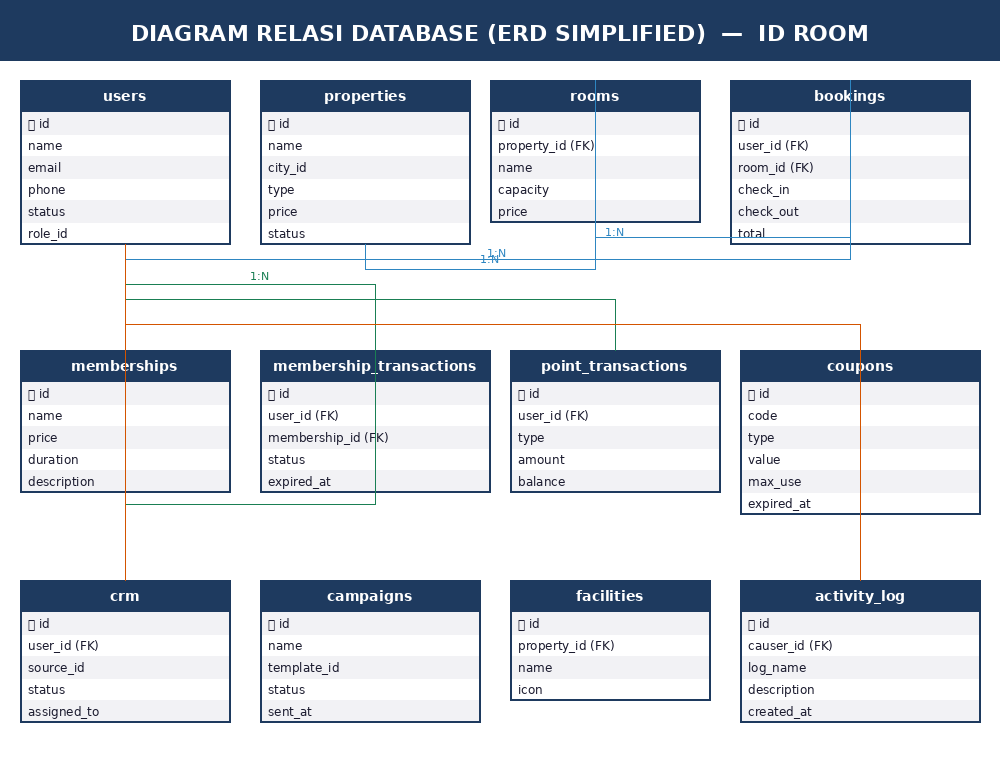 DIAGRAM RELASI DATABASE (ERD SIMPLIFIED) — ID ROOM
users
id
name
email
phone
status
role_id
properties
id
name
city_id
type
price
status
rooms
id
property_id (FK)
name
capacity
price
bookings
id
user_id (FK)
room_id (FK)
check_in
check_out
total
1:N
1:N
1:N
1:N
memberships
id
name
price
duration
description
membership_transactions
id
user_id (FK)
membership_id (FK)
status
expired_at
point_transactions
id
user_id (FK)
type
amount
balance
coupons
id
code
type
value
max_use
expired_at
crm
id
user_id (FK)
source_id
status
assigned_to
campaigns
id
name
template_id
status
sent_at
facilities
id
property_id (FK)
name
icon
activity_log
id
causer_id (FK)
log_name
description
created_at